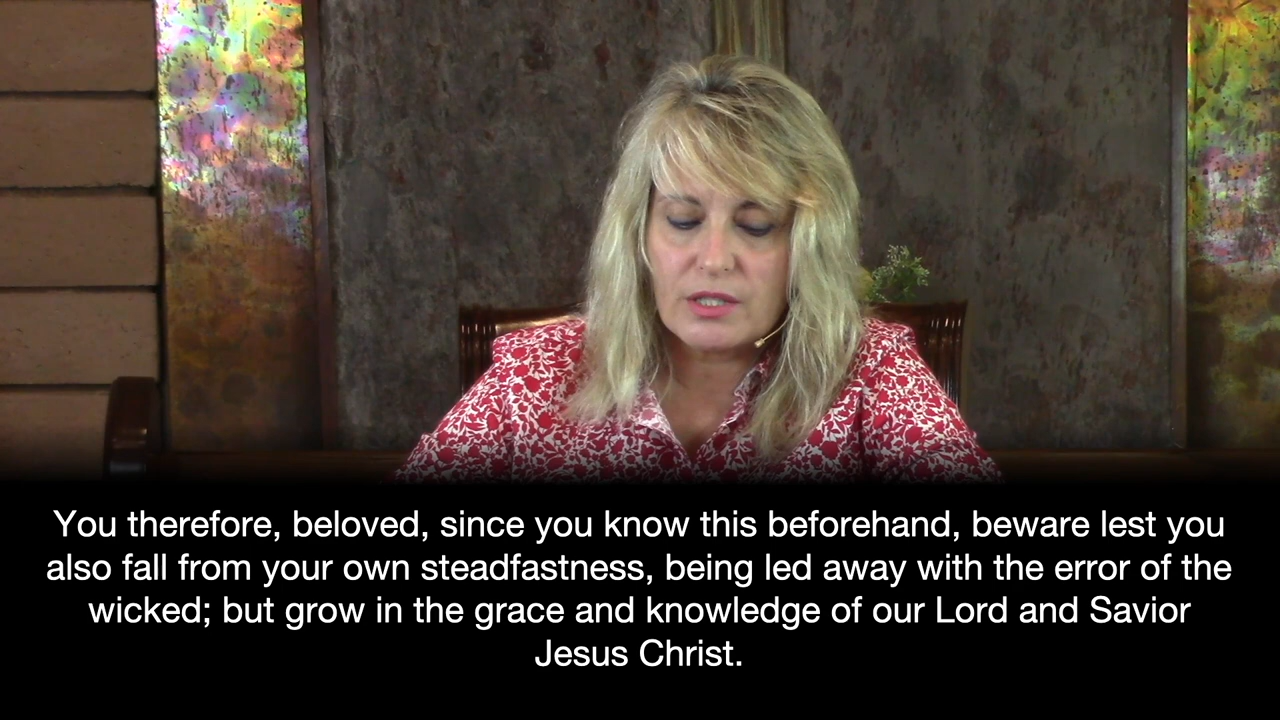 You therefore, beloved, since you know this beforehand, beware lest you
also fall from your own steadfastness, being led away with the error of the
wicked; but grow in the grace and knowledge of our Lord and Savior
Jesus Christ.